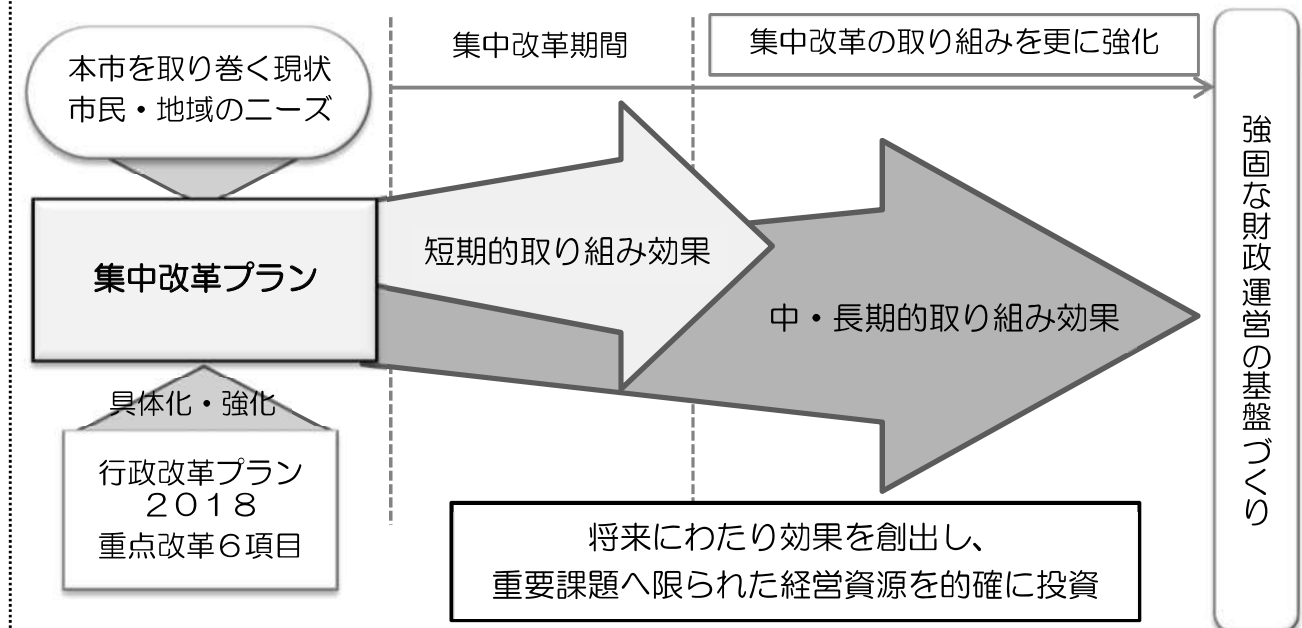 本市を取り巻く現状
市民・地域のニーズ
集中改革プラン
具体化・強化
行政改革プラン
２０１８
重点改革６項目
集中改革期間
集中改革の取り組みを更に強化
短期的取り組み効果
中・長期的取り組み効果
将来にわたり効果を創出し、
重要課題へ限られた経営資源を的確に投資
強固な財政運営の基盤づくり